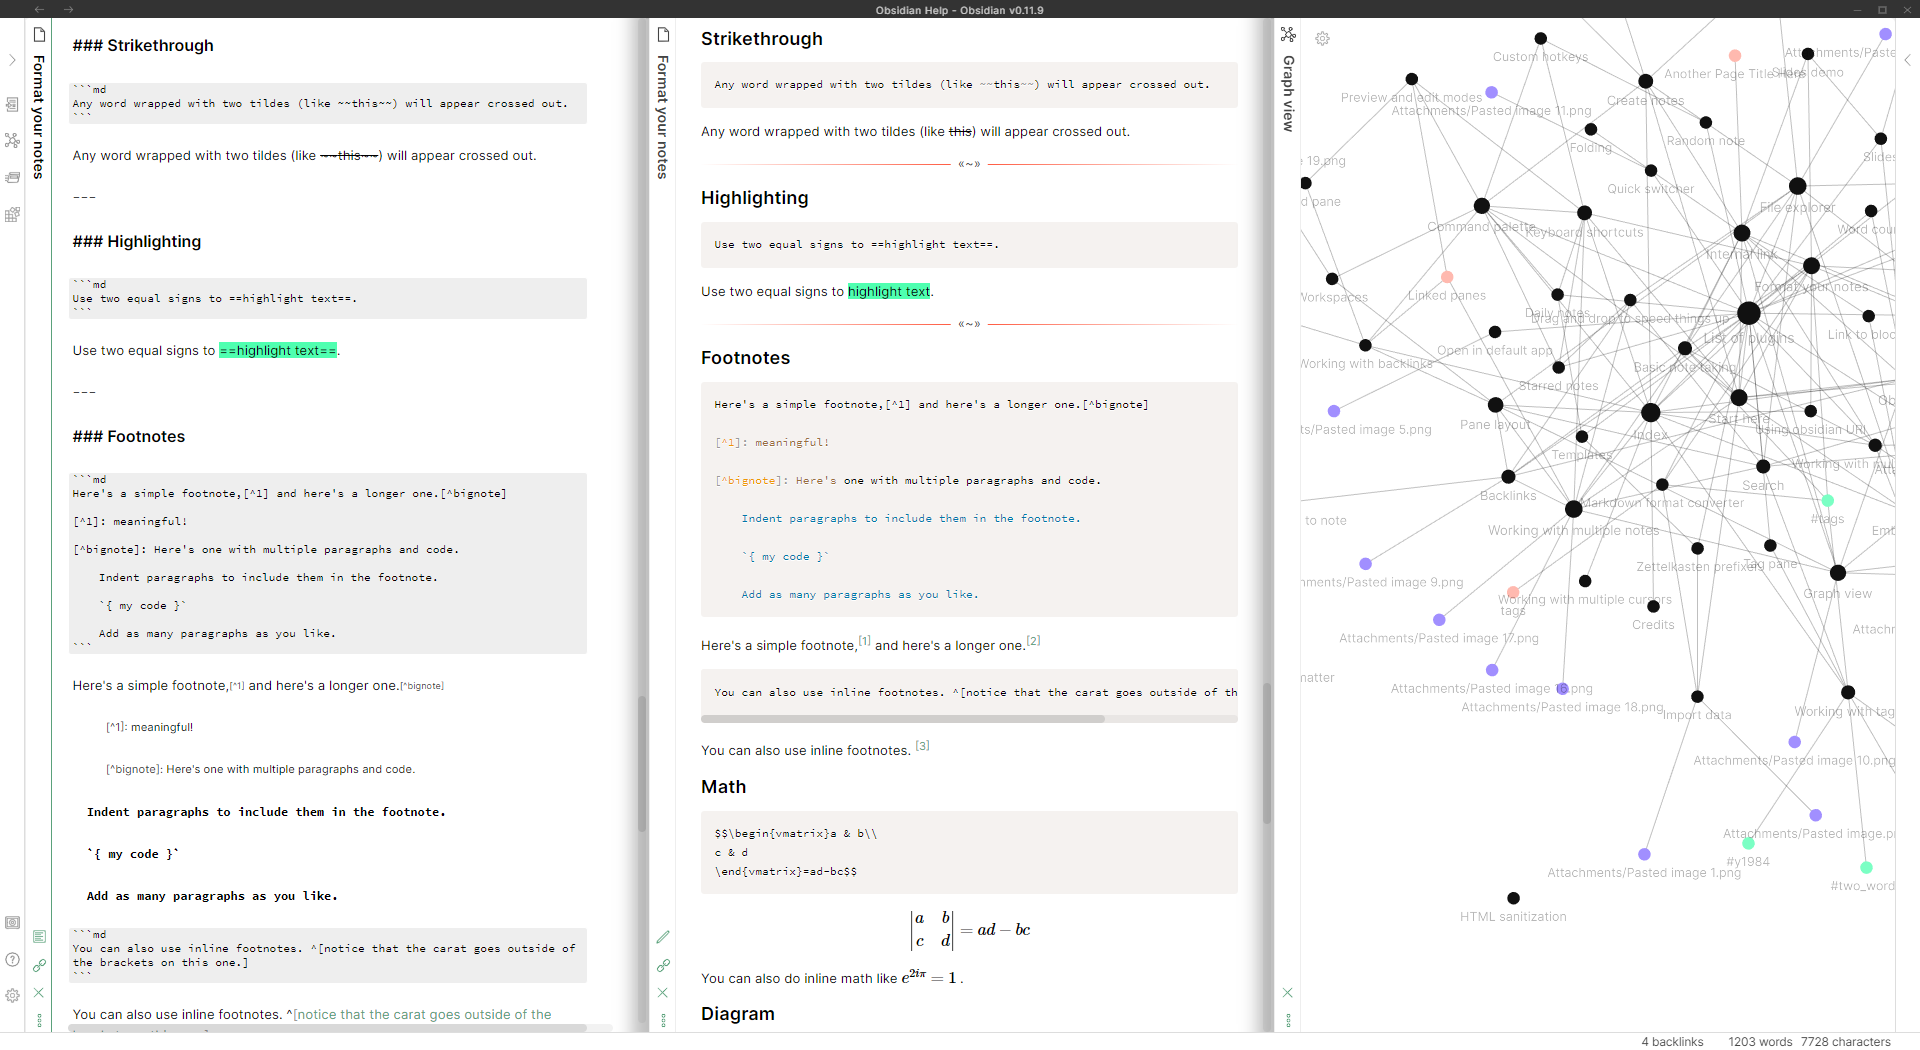 Obsidian Help - Obsidian v0.11.9
Format your notes
### Strikethrough
```md
Any word wrapped with two tildes (like ~~this~~) will appear crossed out.
```
Any word wrapped with two tildes (like ~~this~~) will appear crossed out.
---
### Highlighting
```md
Use two equal signs to ==highlight text==.
```
Use two equal signs to ==highlight text==.
---
### Footnotes
```md
Here's a simple footnote,[^1] and here's a longer one.[^bignote]
[^1]: meaningful!
[^bignote]: Here's one with multiple paragraphs and code.
Indent paragraphs to include them in the footnote.
`{ my code }`
Add as many paragraphs as you like.
```
Here's a simple footnote,[^1] and here's a longer one.[^bignote]
[^1]: meaningful!
[^bignote]: Here's one with multiple paragraphs and code.
Indent paragraphs to include them in the footnote.
`{ my code }`
Add as many paragraphs as you like.
```md
You can also use inline footnotes. ^[notice that the carat goes outside of
the brackets on this one.]
```
You can also use inline footnotes. ^[notice that the carat goes outside of the
Format your notes
Strikethrough
Any word wrapped with two tildes (like ~~this~~) will appear crossed out.
Any word wrapped with two tildes (like this) will appear crossed out.
«~»
Highlighting
Use two equal signs to ==highlight text==.
Use two equal signs to highlight text.
«~»
Footnotes
Here's a simple footnote,[^1] and here's a longer one.[^bignote]
[^1]: meaningful!
[^bignote]: Here's one with multiple paragraphs and code.
Indent paragraphs to include them in the footnote.
`{ my code }`
Add as many paragraphs as you like.
Here's a simple footnote,[1] and here's a longer one.[2]
You can also use inline footnotes. ^[notice that the carat goes outside of th
You can also use inline footnotes. [3]
Math
$$\begin{vmatrix}a & b\\
c & d
\end{vmatrix}=ad-bc$$
|a b|
|c d| = ad − bc
You can also do inline math like e^2iπ = 1 .
Diagram
Graph view
Custom hotkeys
Attachments/Paste
Another Page Title Here
Slides demo
Preview and edit modes
Create notes
Attachments/Pasted image 11.png
Folding
Random note
Slides
19.png
Quick switcher
d pane
File explorer
Command palette
Keyboard shortcuts
Word cou
Internal link
Format your notes
Workspaces
Linked panes
Daily notes
Drag and drop to speed things up
Link to bloc
List of plugins
Open in default app
Working with backlinks
Basic note taking
Starred notes
Ob
Start here
ts/Pasted image 5.png
Pane layout
Index
Using obsidian URI
Templates
Working with mu
Search
Backlinks
Markdown format converter
to note
#tags
Working with multiple notes
Emb
Zettelkasten prefixer
Tag pane
ments/Pasted image 9.png
Graph view
Working with multiple cursors
tags
Credits
Attachments/Pasted image 17.png
Attachm
matter
Attachments/Pasted image 16.png
Attachments/Pasted image 18.png
Import data
Working with tag
Attachments/Pasted image 10.png
Attachments/Pasted image.p
#y1984
Attachments/Pasted image 1.png
#two_word
HTML sanitization
4 backlinks 1203 words 7728 characters